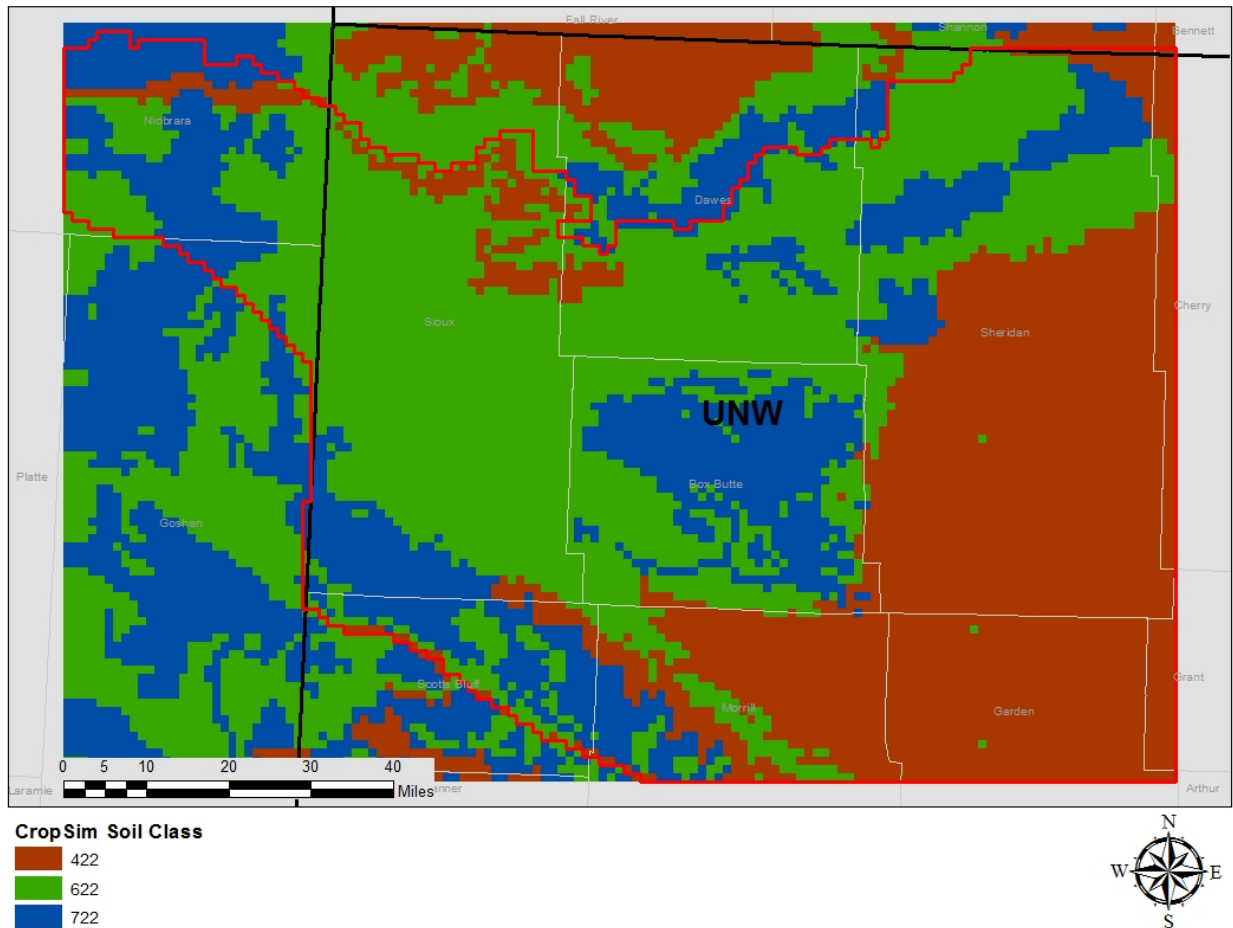 Fall River
Shannon
Bennett
Niobrara
Dawes
Cherry
Sioux
Sheridan
UNW
Platte
Box Butte
Goshen
Scotts Bluff
Grant
Morrill
Garden
0 5 10 20 30 40
Miles
Laramie
anner
Arthur
CropSim Soil Class
422
622
722
N
W E
S